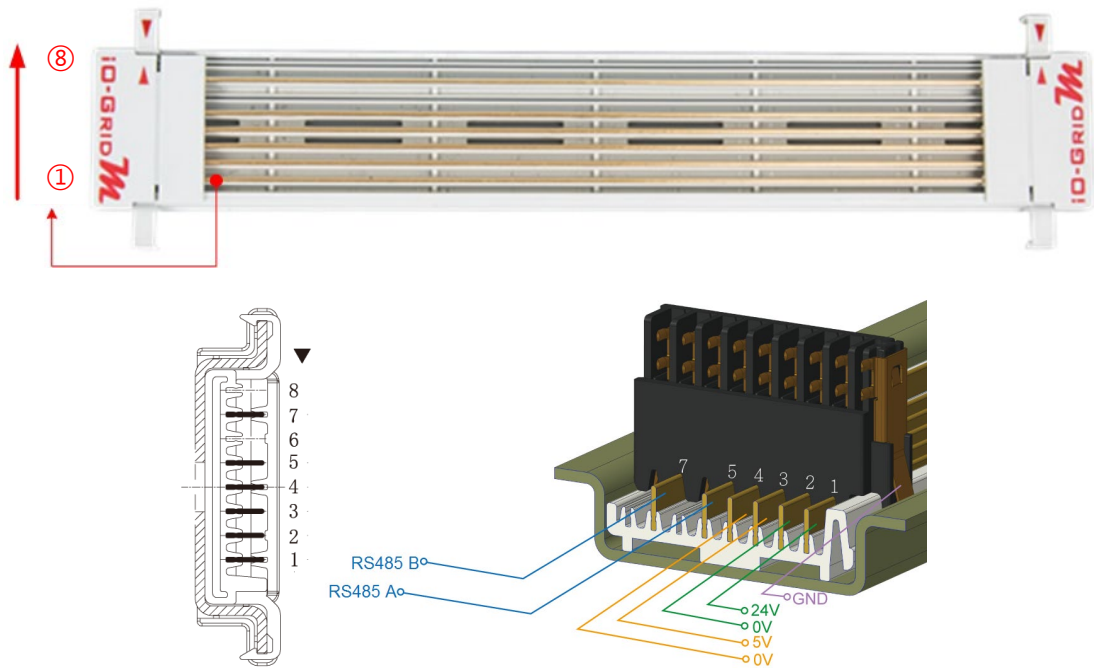 ⑧
①
iO-GRID M
iO-GRID M
8
7
6
5
4
3
2
1
7 5 4 3 2 1
RS485 B
RS485 A
GND
24V
0V
5V
0V